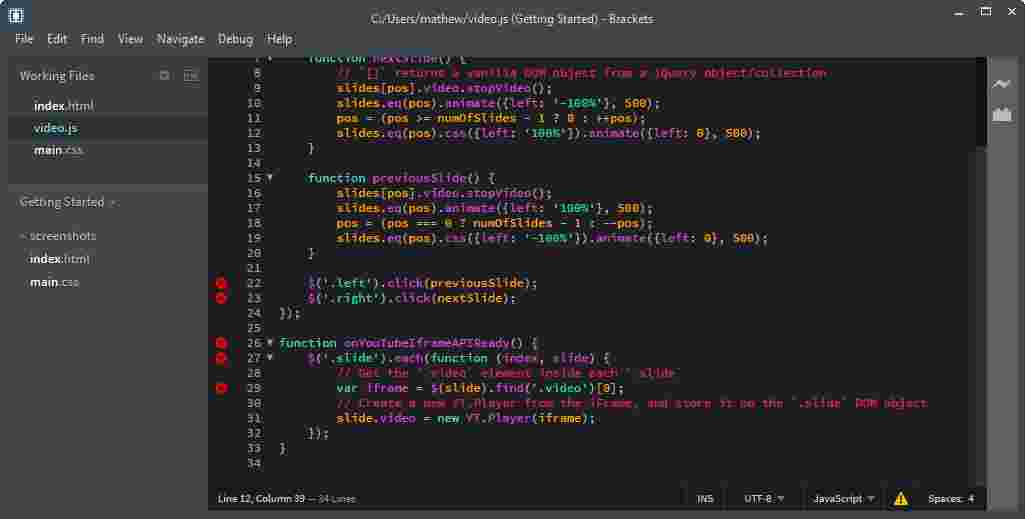 C:/Users/mathew/video.js (Getting Started) - Brackets
File Edit Find View Navigate Debug Help
Working Files
index.html
video.js
main.css
Getting Started
screenshots
index.html
main.css
7 function nextSlide() {
8 // `[]` returns a vanilla DOM object from a jQuery object/collection
9 slides[pos].video.stopVideo();
10 slides.eq(pos).animate({left: '-100%'}, 500);
11 pos = (pos >= numOfSlides - 1 ? 0 : ++pos);
12 slides.eq(pos).css({left: '100%'}).animate({left: 0}, 500);
13 }
14
15 function previousSlide() {
16 slides[pos].video.stopVideo();
17 slides.eq(pos).animate({left: '100%'}, 500);
18 pos = (pos === 0 ? numOfSlides - 1 : --pos);
19 slides.eq(pos).css({left: '-100%'}).animate({left: 0}, 500);
20 }
21
22 $('.left').click(previousSlide);
23 $('.right').click(nextSlide);
24 });
25
26 function onYouTubeIframeAPIReady() {
27 $('.slide').each(function (index, slide) {
28 // Get the `.video` element inside each `.slide`
29 var iframe = $(slide).find('.video')[0];
30 // Create a new YT.Player from the iFrame, and store it on the `.slide` DOM object
31 slide.video = new YT.Player(iframe);
32 });
33 }
34
Line 12, Column 39 — 34 Lines INS UTF-8 JavaScript Spaces: 4